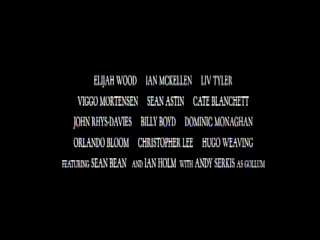 ELIJAH WOOD IAN MCKELLEN LIV TYLER
VIGGO MORTENSEN SEAN ASTIN CATE BLANCHETT
JOHN RHYS-DAVIES BILLY BOYD DOMINIC MONAGHAN
ORLANDO BLOOM CHRISTOPHER LEE HUGO WEAVING
FEATURING SEAN BEAN AND IAN HOLM WITH ANDY SERKIS AS GOLLUM